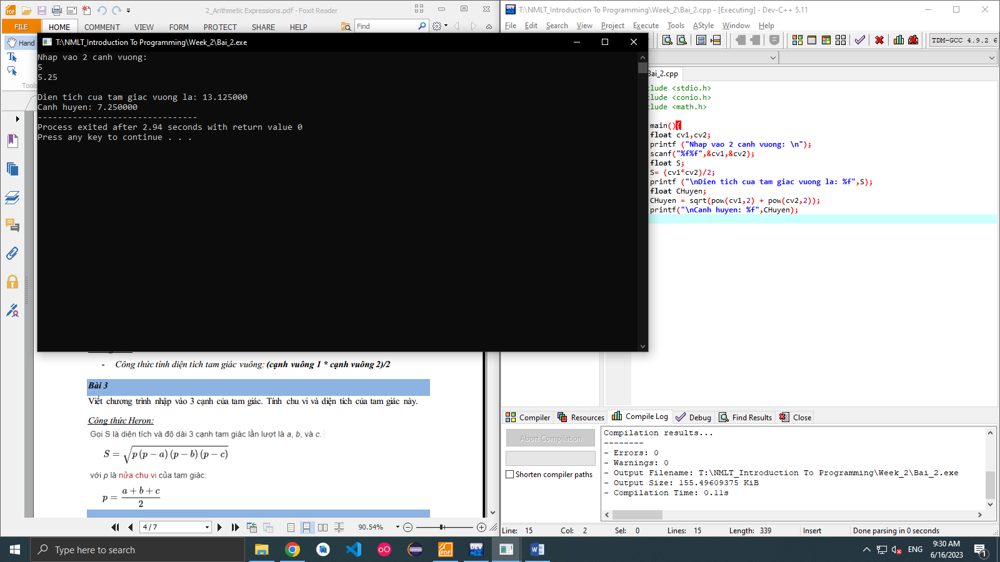 2_Arithmetic Expressions.pdf - Foxit Reader
FILE HOME COMMENT VIEW FORM PROTECT SHARE HELP
Find
Hand
Tools
T:\NMLT_Introduction To Programming\Week_2\Bai_2.exe
Nhap vao 2 canh vuong:
5
5.25
Dien tich cua tam giac vuong la: 13.125000
Canh huyen: 7.250000
--------------------------------
Process exited after 2.94 seconds with return value 0
Press any key to continue . . .
- Công thức tính diện tích tam giác vuông: (cạnh vuông 1 * cạnh vuông 2)/2
Bài 3
Viết chương trình nhập vào 3 cạnh của tam giác. Tính chu vi và diện tích của tam giác này.
Công thức Heron:
Gọi S là diện tích và độ dài 3 cạnh tam giác lần lượt là a, b, và c.
S = √p (p − a) (p − b) (p − c)
với p là nửa chu vi của tam giác:
p = a + b + c
2
4 / 7
90.54%
T:\NMLT_Introduction To Programming\Week_2\Bai_2.cpp - [Executing] - Dev-C++ 5.11
File Edit Search View Project Execute Tools AStyle Window Help
TDM-GCC 4.9.2 6
Bai_2.cpp
clude <stdio.h>
clude <conio.h>
clude <math.h>
main(){
float cv1,cv2;
printf ("Nhap vao 2 canh vuong: \n");
scanf("%f%f",&cv1,&cv2);
float S;
S= (cv1*cv2)/2;
printf ("\nDien tich cua tam giac vuong la: %f",S);
float CHuyen;
CHuyen = sqrt(pow(cv1,2) + pow(cv2,2));
printf("\nCanh huyen: %f",CHuyen);
Compiler Resources Compile Log Debug Find Results Close
Abort Compilation
Shorten compiler paths
Compilation results...
--------
- Errors: 0
- Warnings: 0
- Output Filename: T:\NMLT_Introduction To Programming\Week_2\Bai_2.exe
- Output Size: 155.49609375 KiB
- Compilation Time: 0.11s
Line: 15 Col: 2 Sel: 0 Lines: 15 Length: 339 Insert Done parsing in 0 seconds
Type here to search
PDF
DEV
ENG
9:30 AM
6/16/2023
1